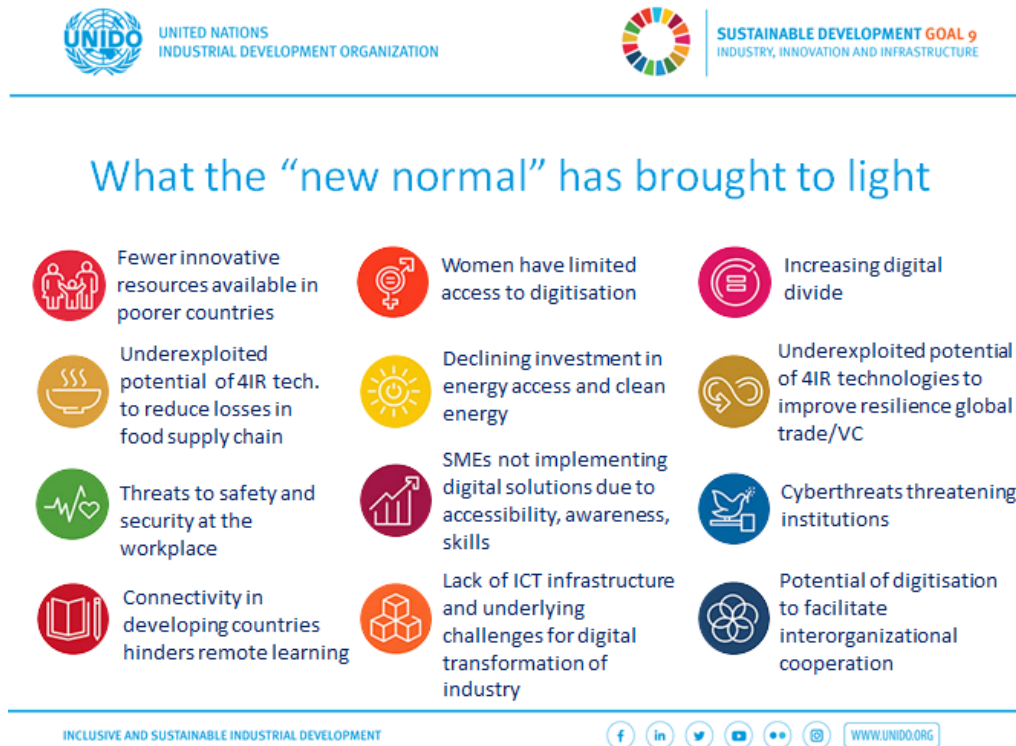 UNIDO
UNITED NATIONS
INDUSTRIAL DEVELOPMENT ORGANIZATION
SUSTAINABLE DEVELOPMENT GOAL 9
INDUSTRY, INNOVATION AND INFRASTRUCTURE
What the “new normal” has brought to light
Fewer innovative
resources available in
poorer countries
Women have limited
access to digitisation
Increasing digital
divide
Underexploited
potential of 4IR tech.
to reduce losses in
food supply chain
Declining investment in
energy access and clean
energy
Underexploited potential
of 4IR technologies to
improve resilience global
trade/VC
Threats to safety and
security at the
workplace
SMEs not implementing
digital solutions due to
accessibility, awareness,
skills
Cyberthreats threatening
institutions
Connectivity in
developing countries
hinders remote learning
Lack of ICT infrastructure
and underlying
challenges for digital
transformation of
industry
Potential of digitisation
to facilitate
interorganizational
cooperation
INCLUSIVE AND SUSTAINABLE INDUSTRIAL DEVELOPMENT
WWW.UNIDO.ORG